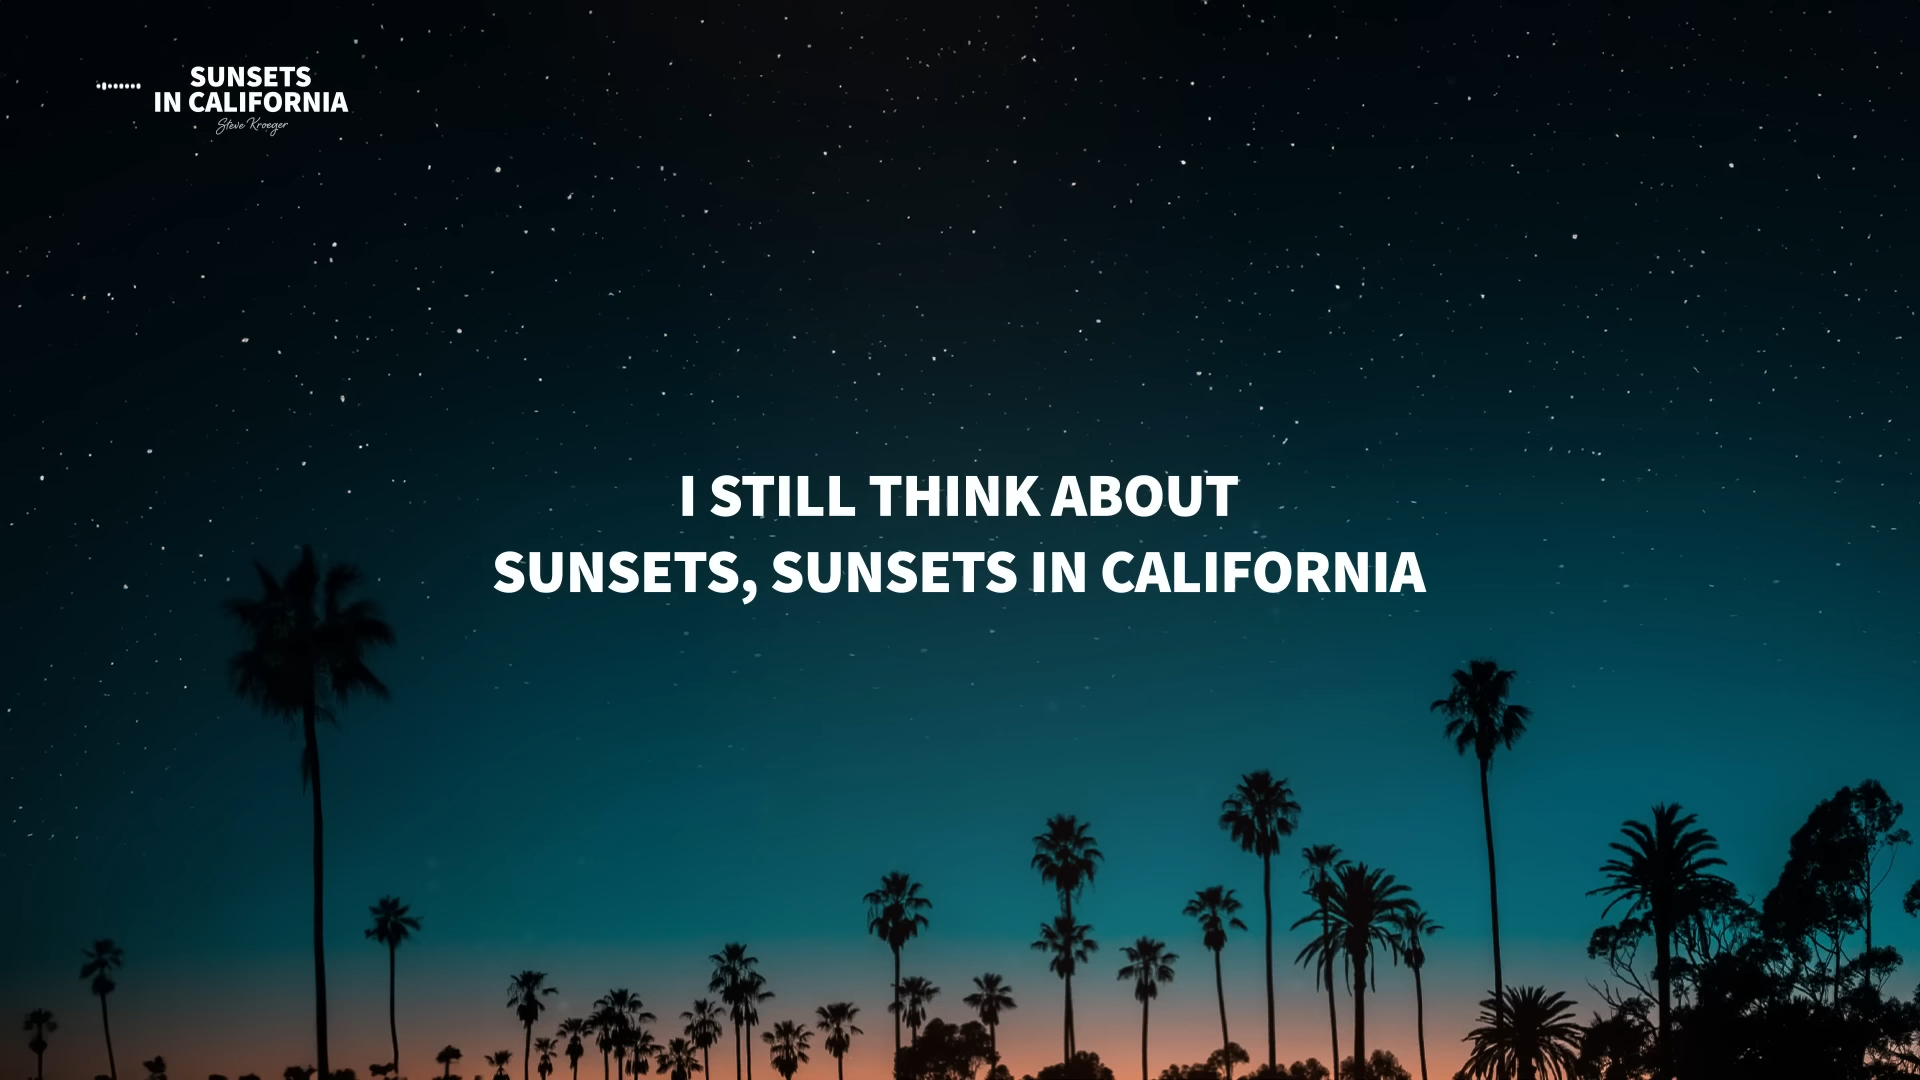 SUNSETS
IN CALIFORNIA
Steve Kroeger
I STILL THINK ABOUT
SUNSETS, SUNSETS IN CALIFORNIA